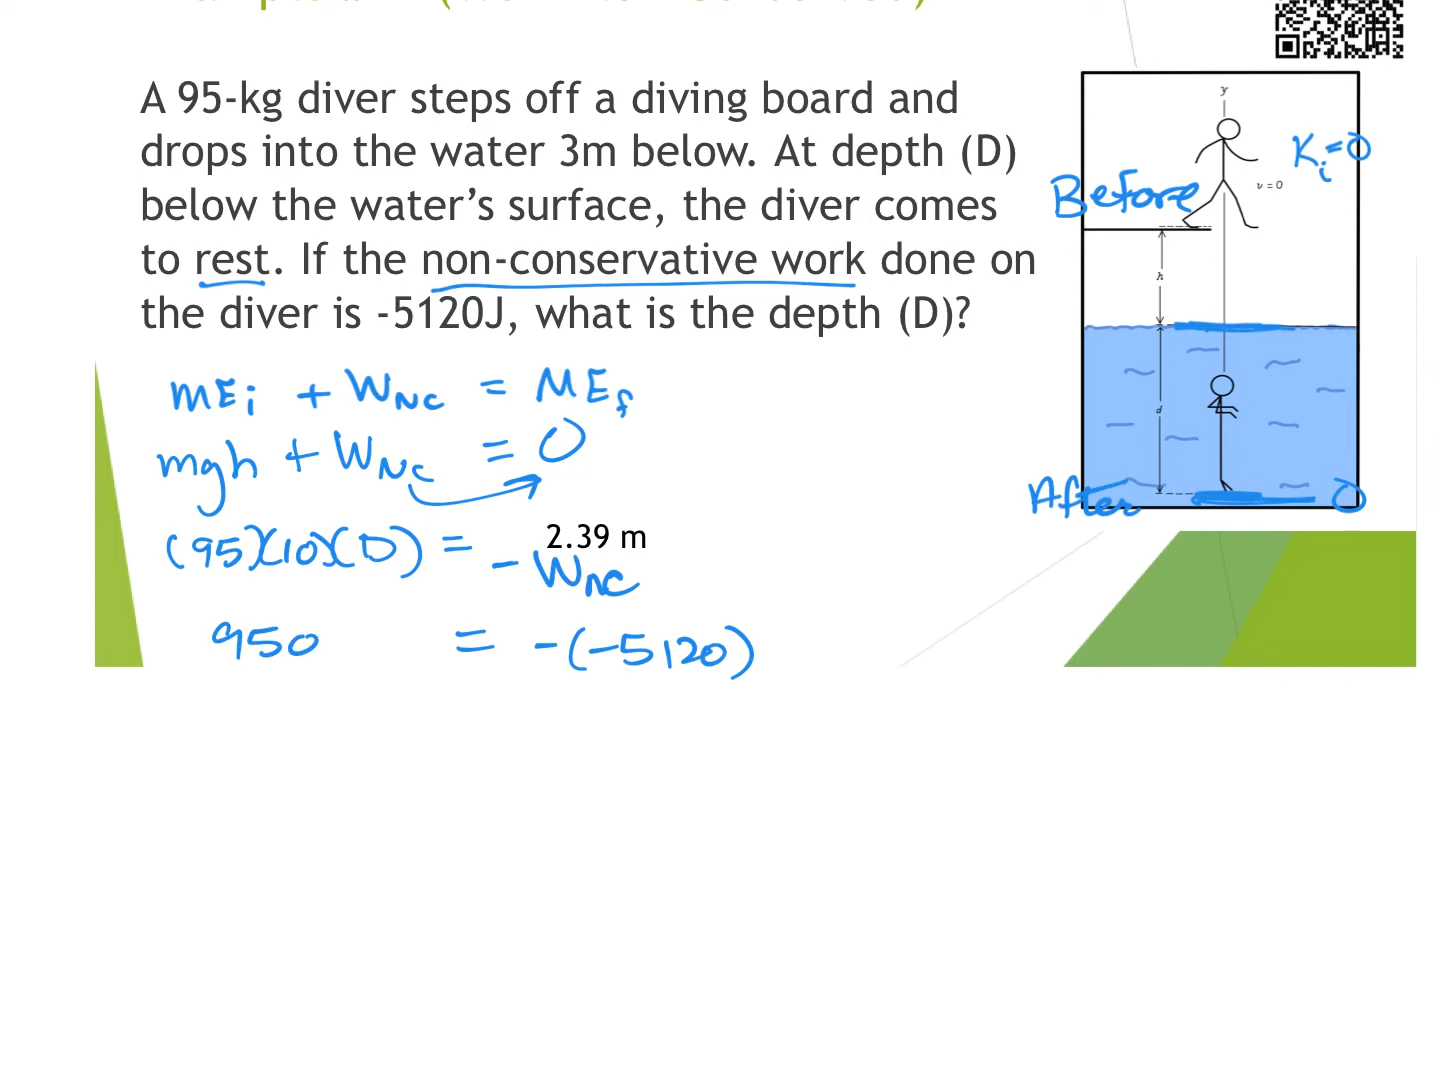 A 95-kg diver steps off a diving board and
drops into the water 3m below. At depth (D)
below the water’s surface, the diver comes
to rest. If the non-conservative work done on
the diver is -5120J, what is the depth (D)?
mEi + WNC = MEf
mgh + WNC = 0
(95)(10)(D) = - WNC
2.39 m
950 = -(-5120)
y
Ki=0
v = 0
Before
h
d
After
0